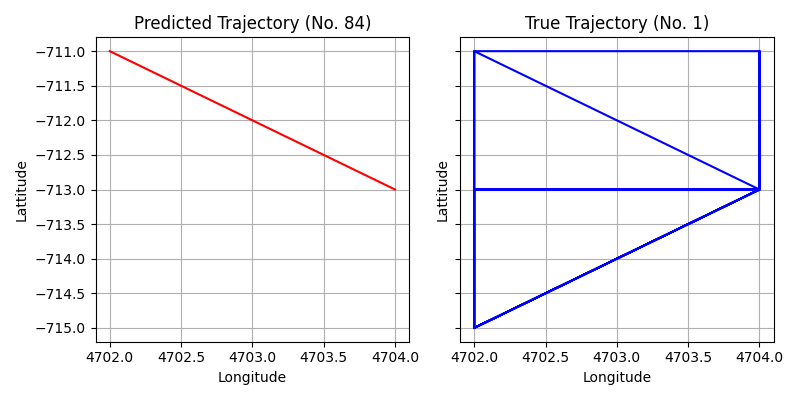 Predicted Trajectory (No. 84)
−711.0
−711.5
−712.0
−712.5
−713.0
−713.5
−714.0
−714.5
−715.0
Lattitude
4702.0 4702.5 4703.0 4703.5 4704.0
Longitude
True Trajectory (No. 1)
Lattitude
4702.0 4702.5 4703.0 4703.5 4704.0
Longitude